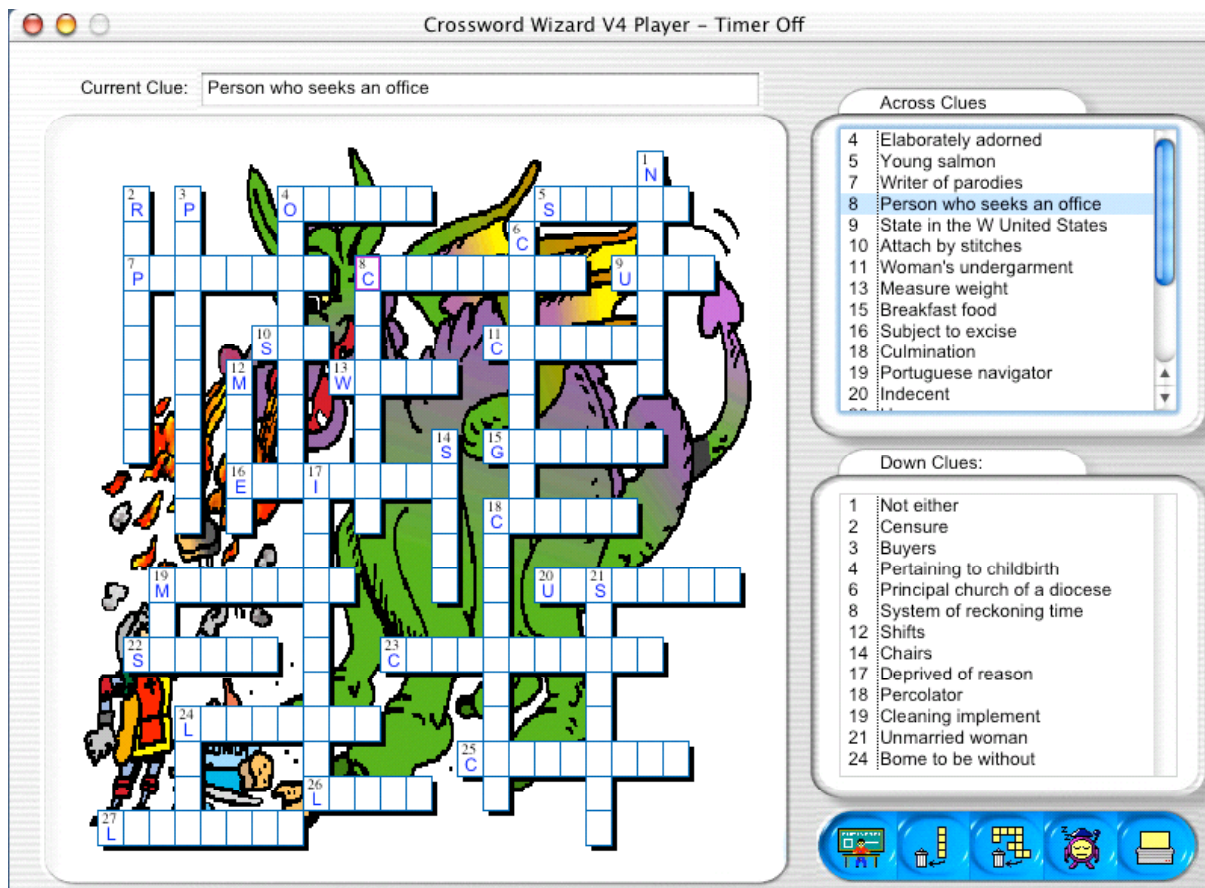 Crossword Wizard V4 Player – Timer Off
Current Clue: Person who seeks an office
1
N
2 3 4 5
R P O S
6
C
7 8 9
P C U
10 11
S C
12 13
M W
14 15
S G
16 17
E I
18
C
19 20 21
M U S
22 23
S C
24
L
25
C
26
L
27
L
Across Clues
4 Elaborately adorned
5 Young salmon
7 Writer of parodies
8 Person who seeks an office
9 State in the W United States
10 Attach by stitches
11 Woman's undergarment
13 Measure weight
15 Breakfast food
16 Subject to excise
18 Culmination
19 Portuguese navigator
20 Indecent
Down Clues:
1 Not either
2 Censure
3 Buyers
4 Pertaining to childbirth
6 Principal church of a diocese
8 System of reckoning time
12 Shifts
14 Chairs
17 Deprived of reason
18 Percolator
19 Cleaning implement
21 Unmarried woman
24 Bome to be without